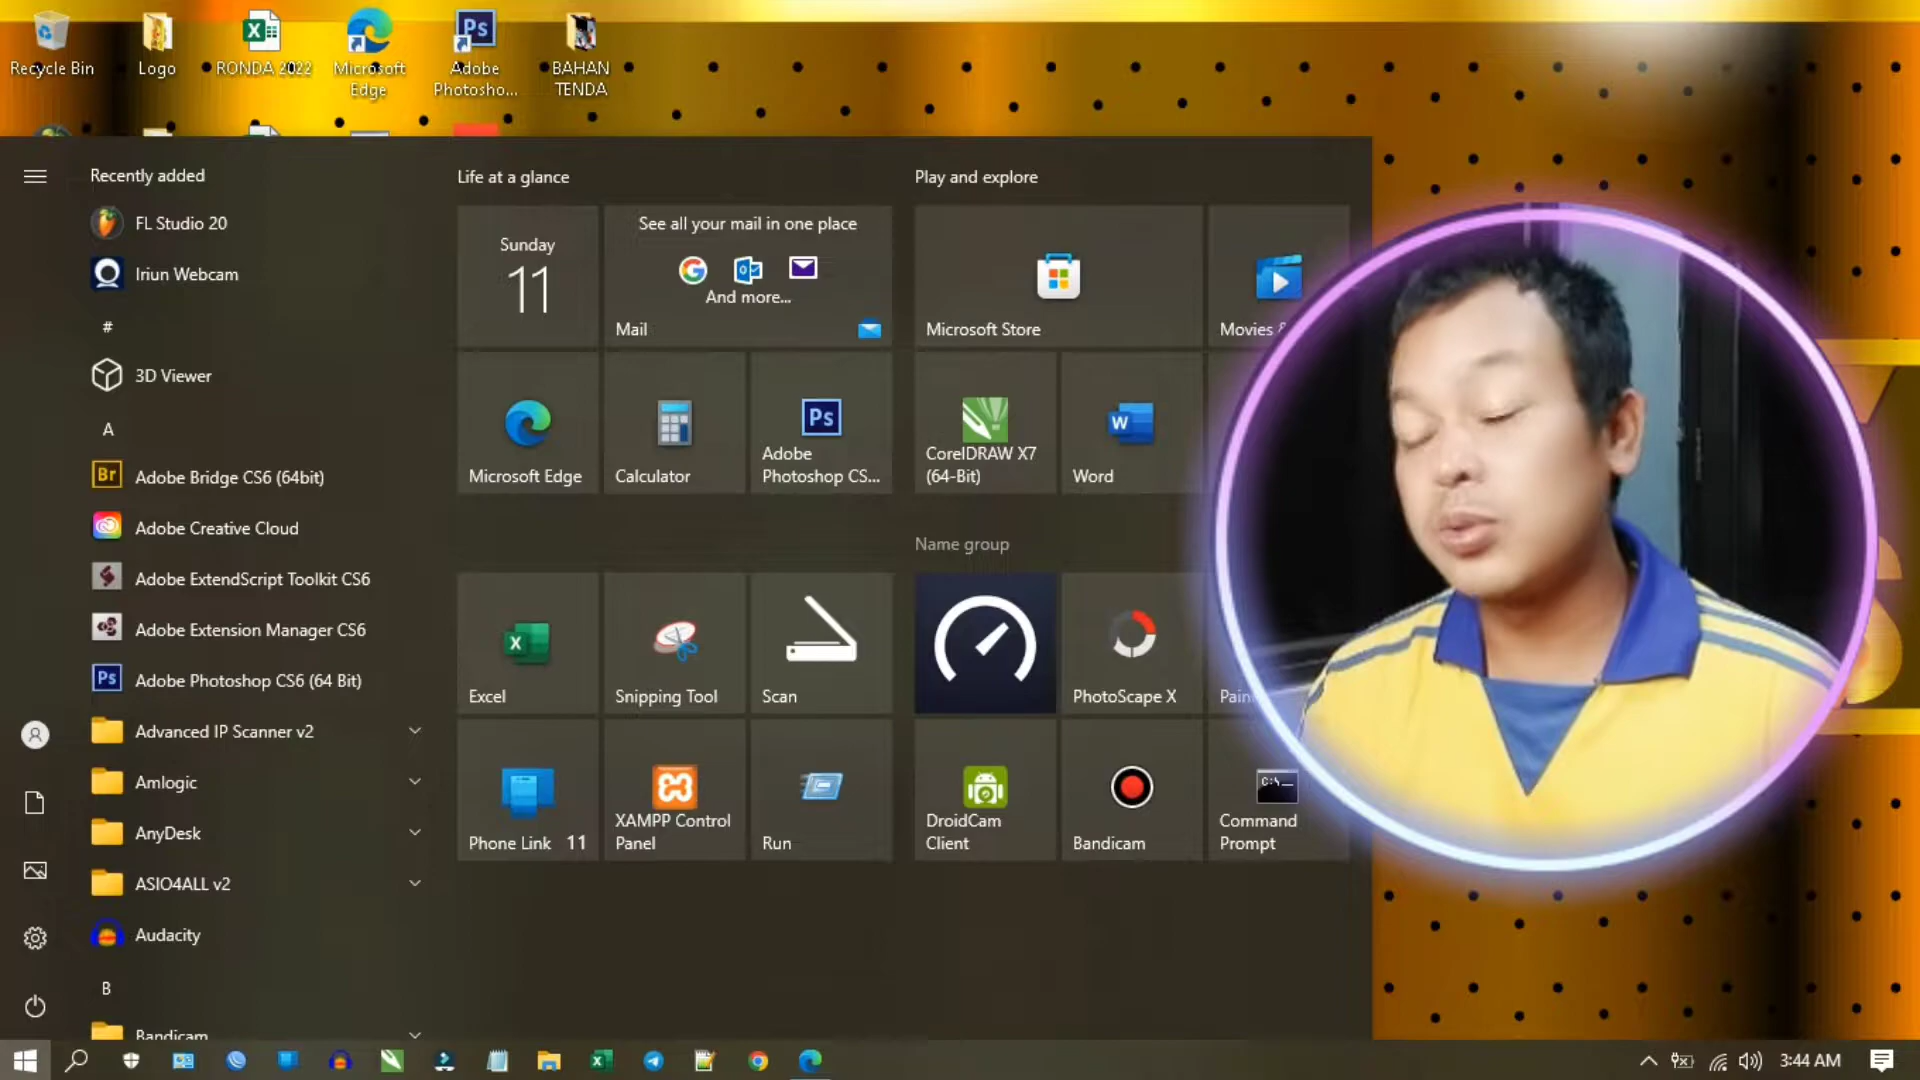 Recycle Bin
Logo
RONDA 2022
Microsoft
Edge
Ps
Adobe
Photosho...
BAHAN
TENDA
Recently added
FL Studio 20
Iriun Webcam
#
3D Viewer
A
Br
Adobe Bridge CS6 (64bit)
Adobe Creative Cloud
Adobe ExtendScript Toolkit CS6
Adobe Extension Manager CS6
Ps
Adobe Photoshop CS6 (64 Bit)
Advanced IP Scanner v2
Amlogic
AnyDesk
ASIO4ALL v2
Audacity
B
Bandicam
Life at a glance
Sunday
11
See all your mail in one place
And more...
Mail
Microsoft Edge
Calculator
Ps
Adobe
Photoshop CS...
Excel
Snipping Tool
Scan
Phone Link 11
XAMPP Control
Panel
Run
Play and explore
Microsoft Store
Movies
CorelDRAW X7
(64-Bit)
W
Word
Name group
PhotoScape X
DroidCam
Client
Bandicam
C:\
Command
Prompt
3:44 AM